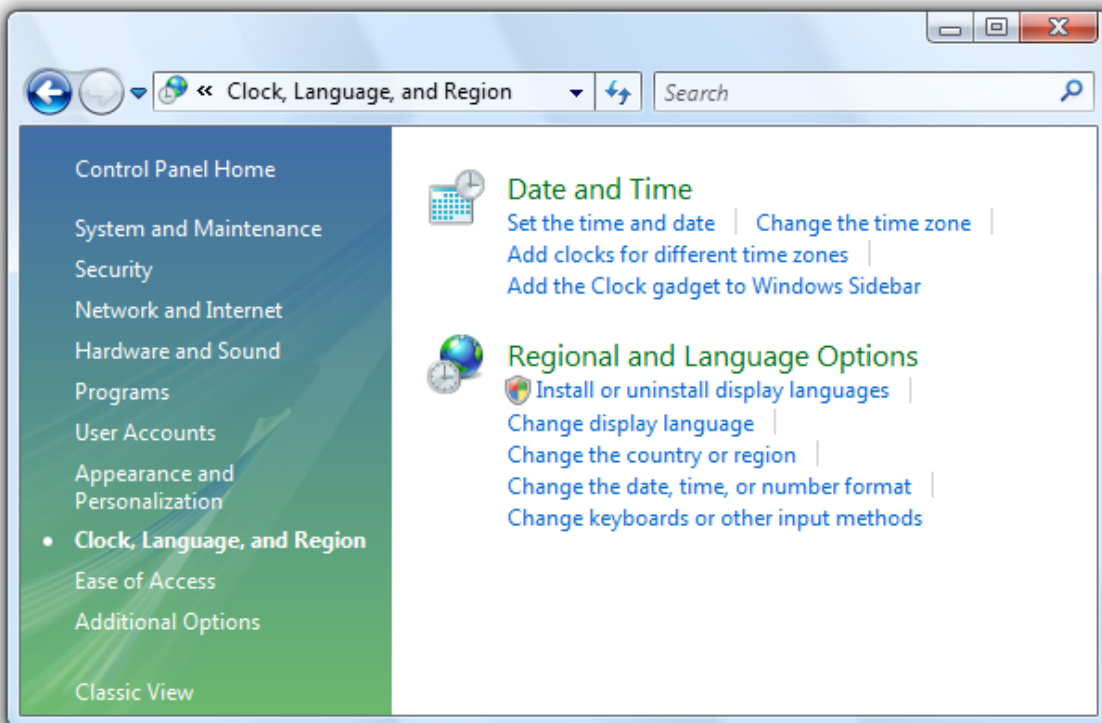 « Clock, Language, and Region
Search
Control Panel Home
System and Maintenance
Security
Network and Internet
Hardware and Sound
Programs
User Accounts
Appearance and
Personalization
• Clock, Language, and Region
Ease of Access
Additional Options
Classic View
Date and Time
Set the time and date | Change the time zone |
Add clocks for different time zones |
Add the Clock gadget to Windows Sidebar
Regional and Language Options
Install or uninstall display languages |
Change display language |
Change the country or region |
Change the date, time, or number format |
Change keyboards or other input methods